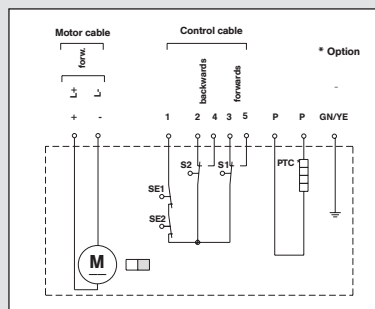 Motor cable
Control cable
* Option
forw.
backwards
forwards
L+
L-
-
+
-
1
2
4
3
5
P
P
GN/YE
S2
S1
PTC *
SE1
SE2
M